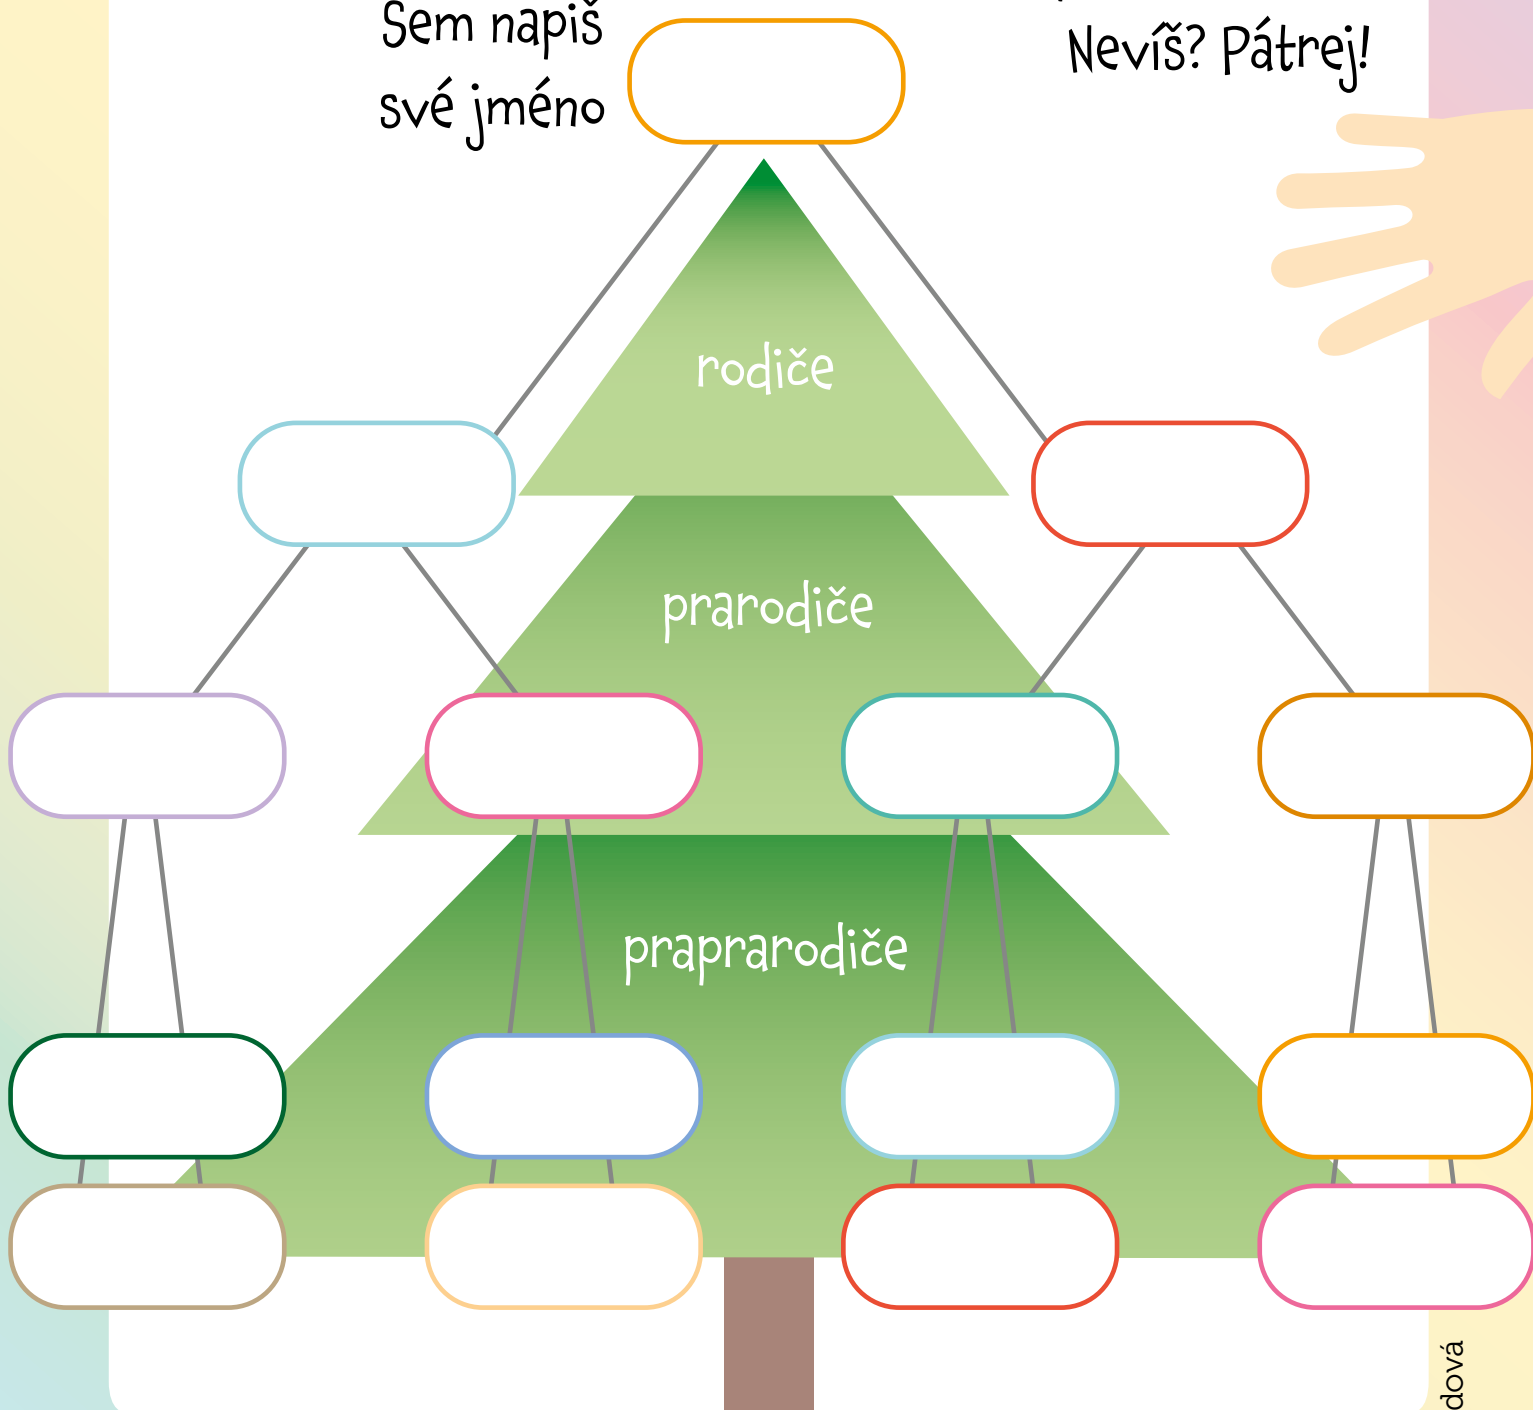 Sem napiš
své jméno
Nevíš? Pátrej!
rodiče
prarodiče
praprarodiče
dová